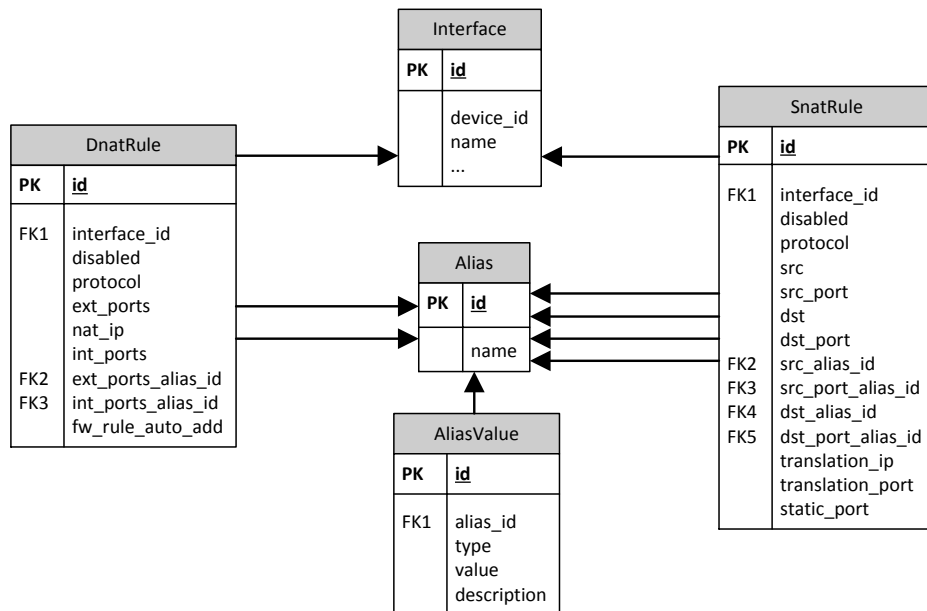 Interface
PK id
device_id
name
...
DnatRule
PK id
FK1 interface_id
disabled
protocol
ext_ports
nat_ip
int_ports
FK2 ext_ports_alias_id
FK3 int_ports_alias_id
fw_rule_auto_add
Alias
PK id
name
AliasValue
PK id
FK1 alias_id
type
value
description
SnatRule
PK id
FK1 interface_id
disabled
protocol
src
src_port
dst
dst_port
FK2 src_alias_id
FK3 src_port_alias_id
FK4 dst_alias_id
FK5 dst_port_alias_id
translation_ip
translation_port
static_port